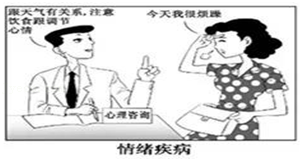 跟天气有关系,注意
饮食跟调节
心情
今天我很烦躁
心理咨询
情绪疾病